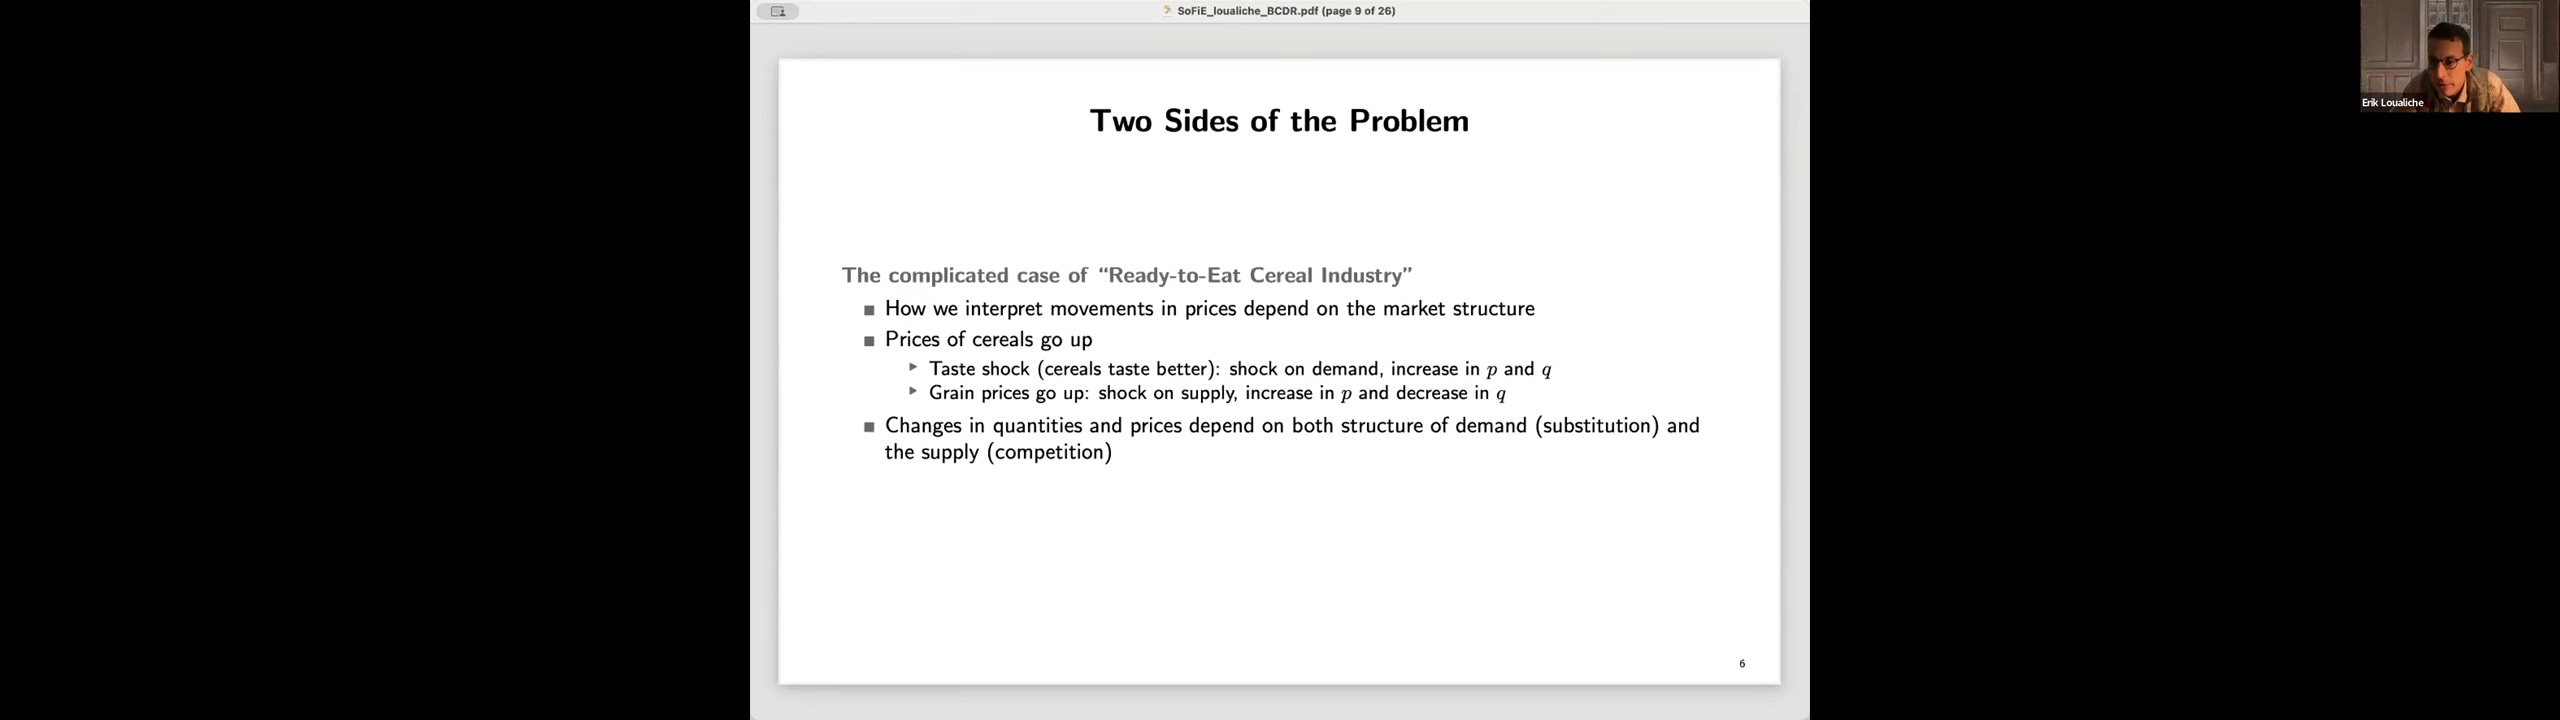 SoFiE_loualiche_BCDR.pdf (page 9 of 26)
Erik Loualiche
Two Sides of the Problem
The complicated case of “Ready-to-Eat Cereal Industry”
■ How we interpret movements in prices depend on the market structure
■ Prices of cereals go up
▶ Taste shock (cereals taste better): shock on demand, increase in p and q
▶ Grain prices go up: shock on supply, increase in p and decrease in q
■ Changes in quantities and prices depend on both structure of demand (substitution) and
the supply (competition)
6